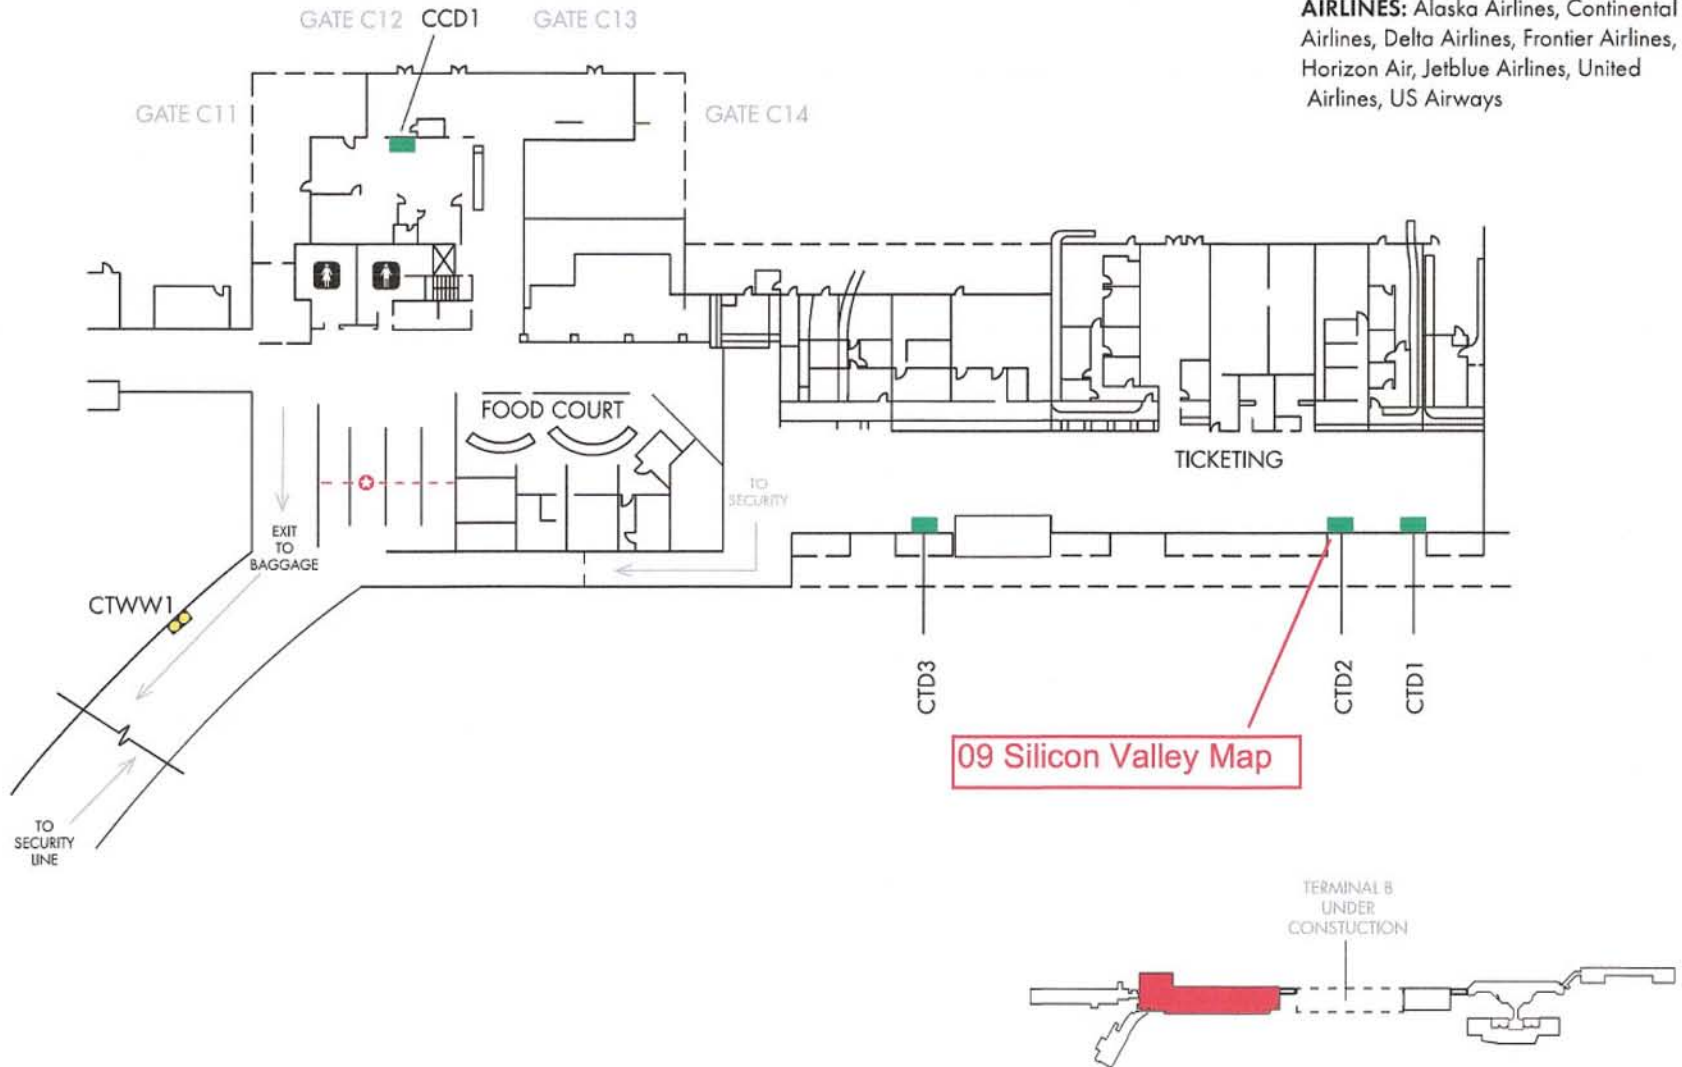 GATE C12 CCD1 GATE C13
AIRLINES: Alaska Airlines, Continental
Airlines, Delta Airlines, Frontier Airlines,
Horizon Air, Jetblue Airlines, United
Airlines, US Airways
GATE C11
GATE C14
FOOD COURT
TICKETING
TO
SECURITY
EXIT
TO
BAGGAGE
CTWW1
CTD3
CTD2
CTD1
09 Silicon Valley Map
TO
SECURITY
LINE
TERMINAL B
UNDER
CONSTUCTION